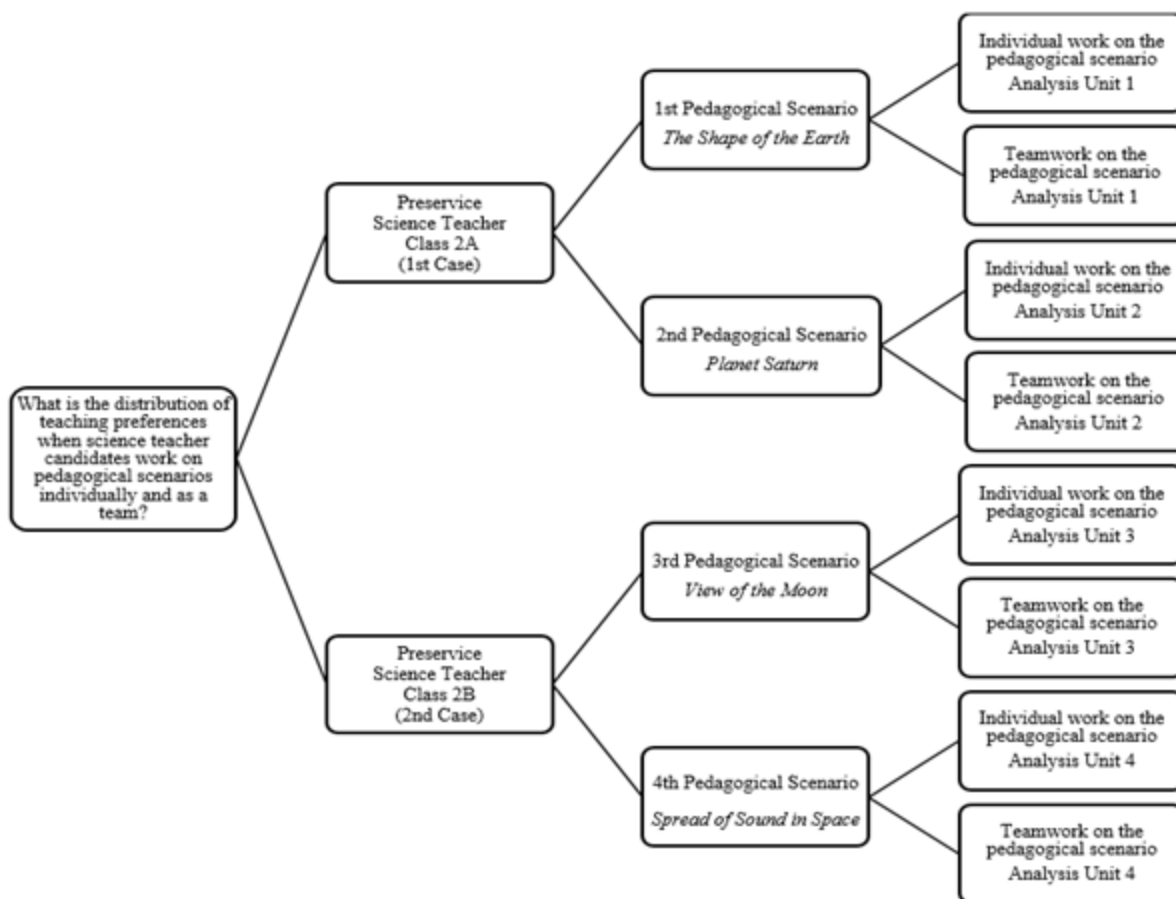 What is the distribution of
teaching preferences
when science teacher
candidates work on
pedagogical scenarios
individually and as a
team?
Preservice
Science Teacher
Class 2A
(1st Case)
1st Pedagogical Scenario
The Shape of the Earth
Individual work on the
pedagogical scenario
Analysis Unit 1
Teamwork on the
pedagogical scenario
Analysis Unit 1
2nd Pedagogical Scenario
Planet Saturn
Individual work on the
pedagogical scenario
Analysis Unit 2
Teamwork on the
pedagogical scenario
Analysis Unit 2
Preservice
Science Teacher
Class 2B
(2nd Case)
3rd Pedagogical Scenario
View of the Moon
Individual work on the
pedagogical scenario
Analysis Unit 3
Teamwork on the
pedagogical scenario
Analysis Unit 3
4th Pedagogical Scenario
Spread of Sound in Space
Individual work on the
pedagogical scenario
Analysis Unit 4
Teamwork on the
pedagogical scenario
Analysis Unit 4